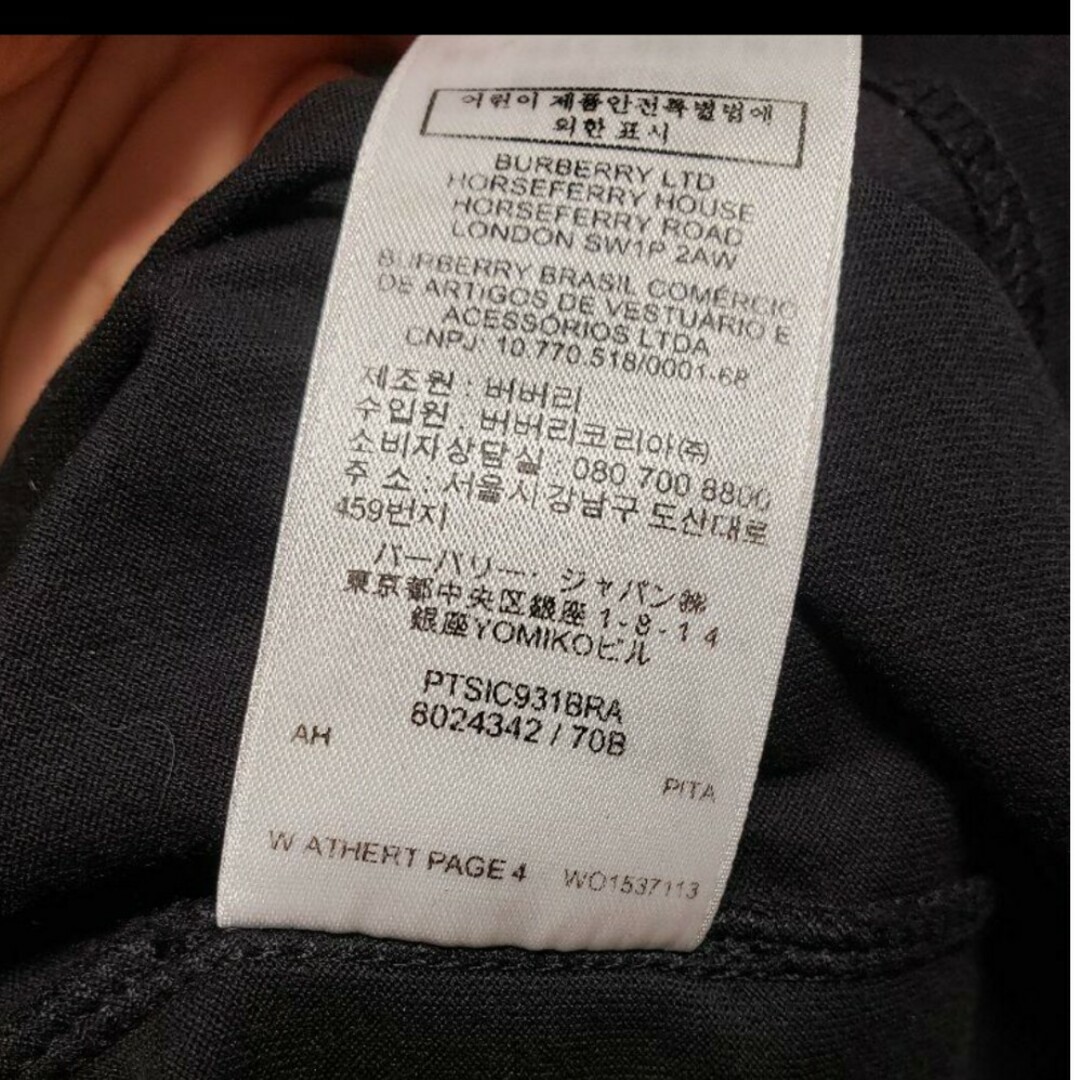 어린이 제품안전특별법에
의한 표시
BURBERRY LTD
HORSEFERRY HOUSE
HORSEFERRY ROAD
LONDON SW1P 2AW
BURBERRY BRASIL COMÉRCIO
DE ARTIGOS DE VESTUÁRIO E
ACESSÓRIOS LTDA
CNPJ: 10.770.518/0001-68
제조원 : 버버리
수입원 : 버버리코리아㈜
소비자상담실 : 080 700 8800
주 소 : 서울시 강남구 도산대로
459번지
バーバリー・ジャパン㈱
東京都中央区銀座1-8-14
銀座YOMIKOビル
PTSIC931BRA
8024342 / 70B
AH
PITA
W ATHERT PAGE 4 WO1537113